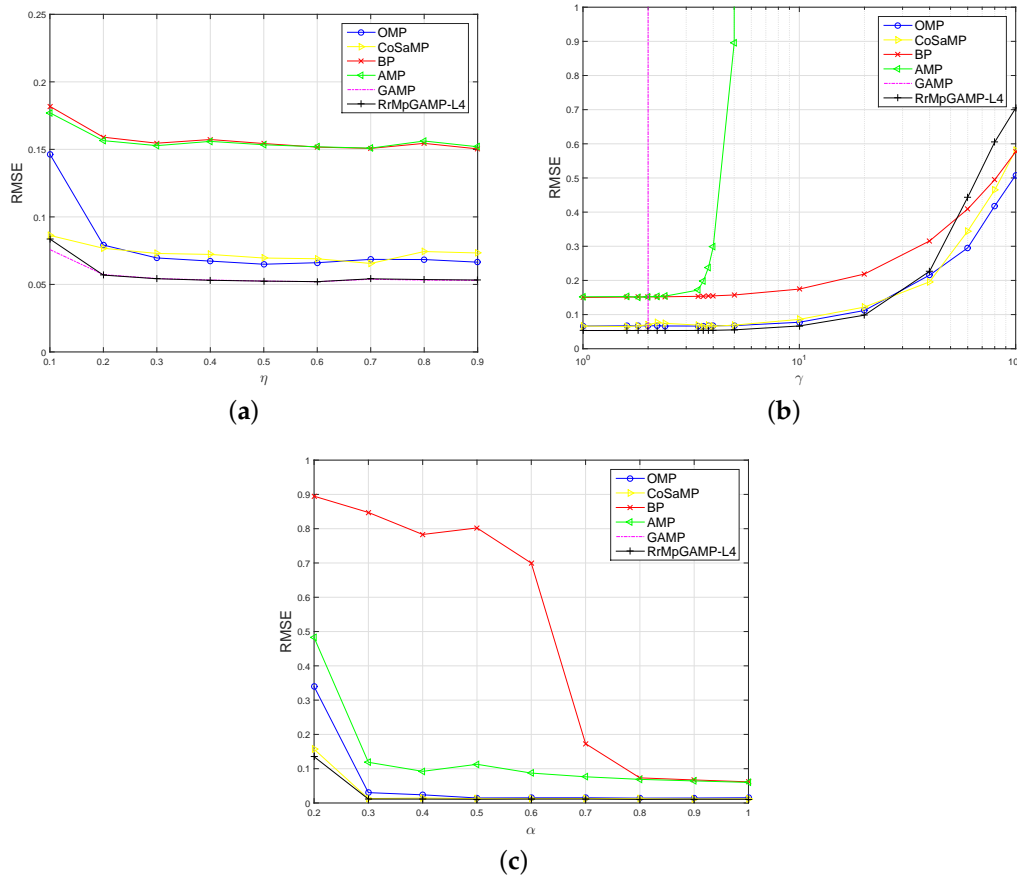 0.25
0.2
0.15
0.1
0.05
0
RMSE
0.1 0.2 0.3 0.4 0.5 0.6 0.7 0.8 0.9
η
OMP
CoSaMP
BP
AMP
GAMP
RrMpGAMP-L4
(a)
1
0.9
0.8
0.7
0.6
0.5
0.4
0.3
0.2
0.1
0
RMSE
10⁰ 10¹ 10²
γ
OMP
CoSaMP
BP
AMP
GAMP
RrMpGAMP-L4
(b)
1
0.9
0.8
0.7
0.6
0.5
0.4
0.3
0.2
0.1
0
RMSE
0.2 0.3 0.4 0.5 0.6 0.7 0.8 0.9 1
α
OMP
CoSaMP
BP
AMP
GAMP
RrMpGAMP-L4
(c)